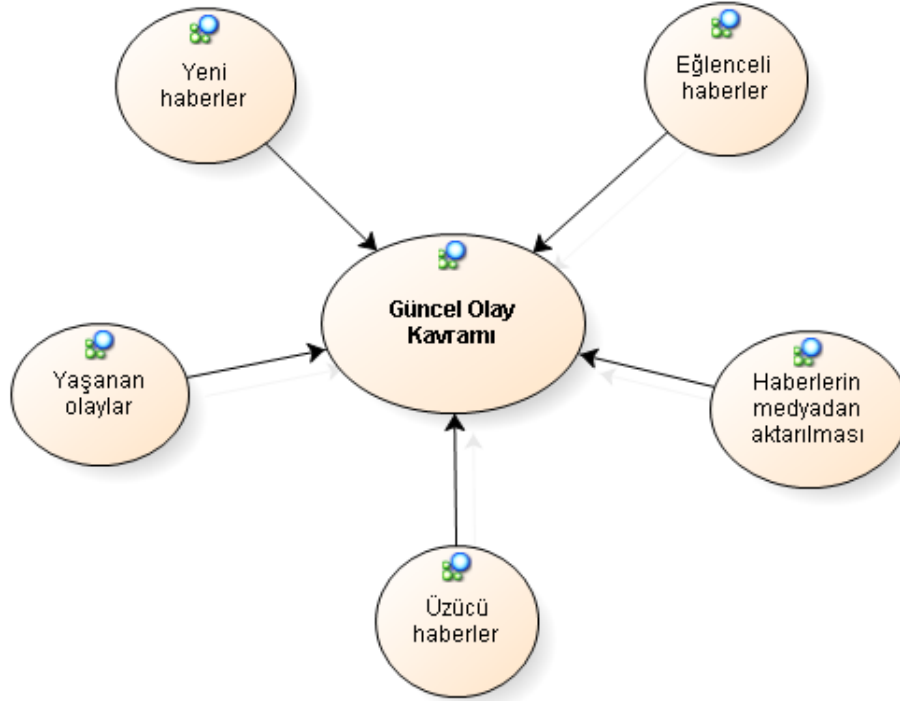 Yeni
haberler
Eğlenceli
haberler
Güncel Olay
Kavramı
Yaşanan
olaylar
Haberlerin
medyadan
aktarılması
Üzücü
haberler